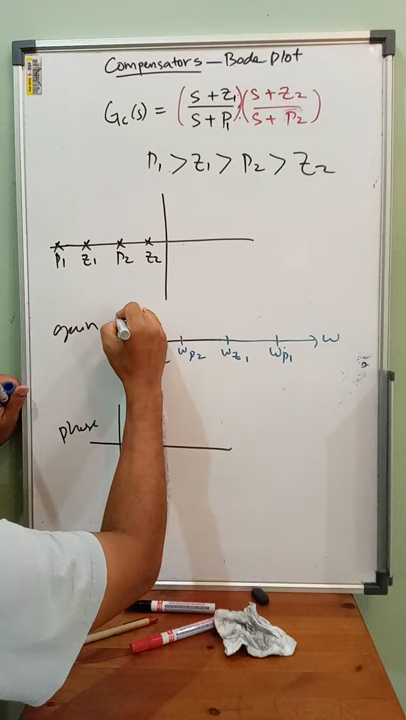 Compensators — Bode plot
Gc(s) = (s+z1/s+p1)(s+z2/s+p2)
p1 > z1 > p2 > z2
p1 z1 p2 z2
gain
ωp2 ωz1 ωp1 ω
phase